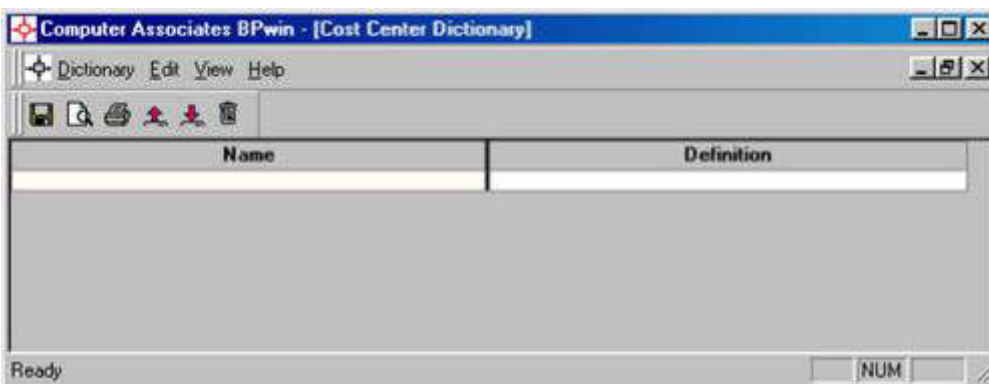 Computer Associates BPwin - [Cost Center Dictionary]
Dictionary Edit View Help
Name Definition
Ready NUM